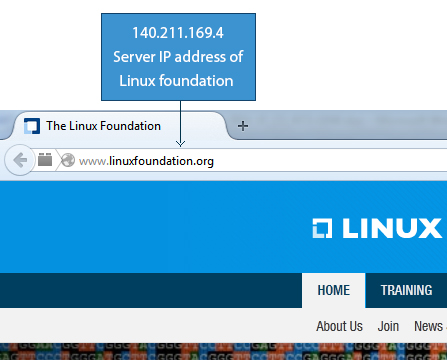 140.211.169.4
Server IP address of
Linux foundation
The Linux Foundation
www.linuxfoundation.org
LINUX
HOME TRAINING
About Us Join News